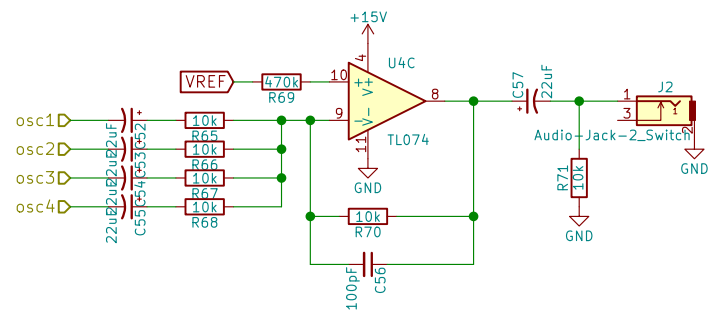 +15V
4
U4C
VREF
470k
R69
10
+
V+
8
C57
22uF
J2
1
1
3
2
Audio-Jack-2_Switch
GND
osc1
22uF
+
C52
10k
R65
9
-
V-
11
TL074
GND
osc2
22uF
C53
10k
R66
osc3
22uF
C54
10k
R67
osc4
22uF
C55
10k
R68
R71
10k
GND
+
10k
R70
100pF
C56